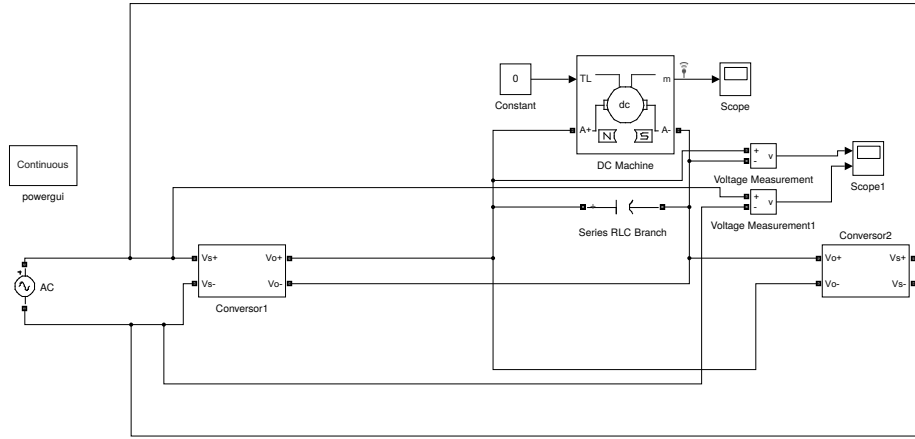 0
Constant
TL
m
dc
A+
N
S
A-
DC Machine
Scope
Continuous
powergui
+
-
v
Voltage Measurement
Scope1
+
-
v
Voltage Measurement1
+
Series RLC Branch
AC
Vs+
Vo+
Vs-
Vo-
Conversor1
Conversor2
Vo+
Vs+
Vo-
Vs-